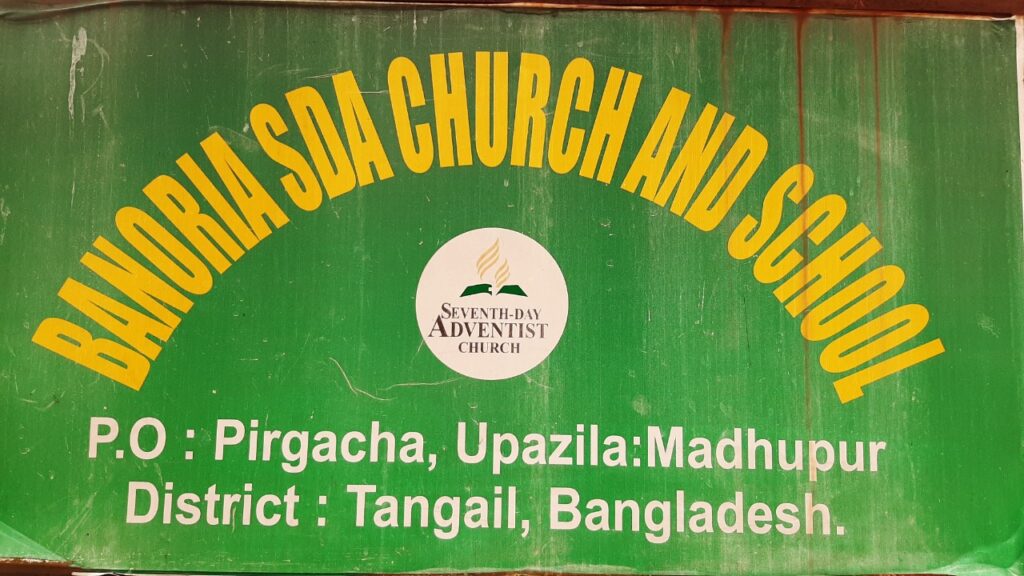 BANORIA SDA CHURCH AND SCHOOL
SEVENTH-DAY
ADVENTIST
CHURCH
P.O : Pirgacha, Upazila:Madhupur
District : Tangail, Bangladesh.